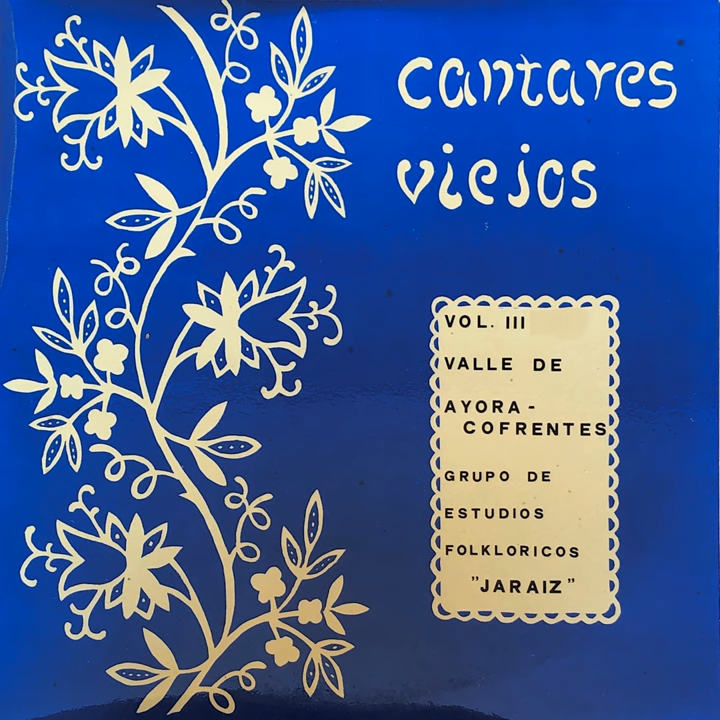 cantares
viejos
VOL. III
VALLE DE
AYORA-
COFRENTES
GRUPO DE
ESTUDIOS
FOLKLORICOS
"JARAIZ"